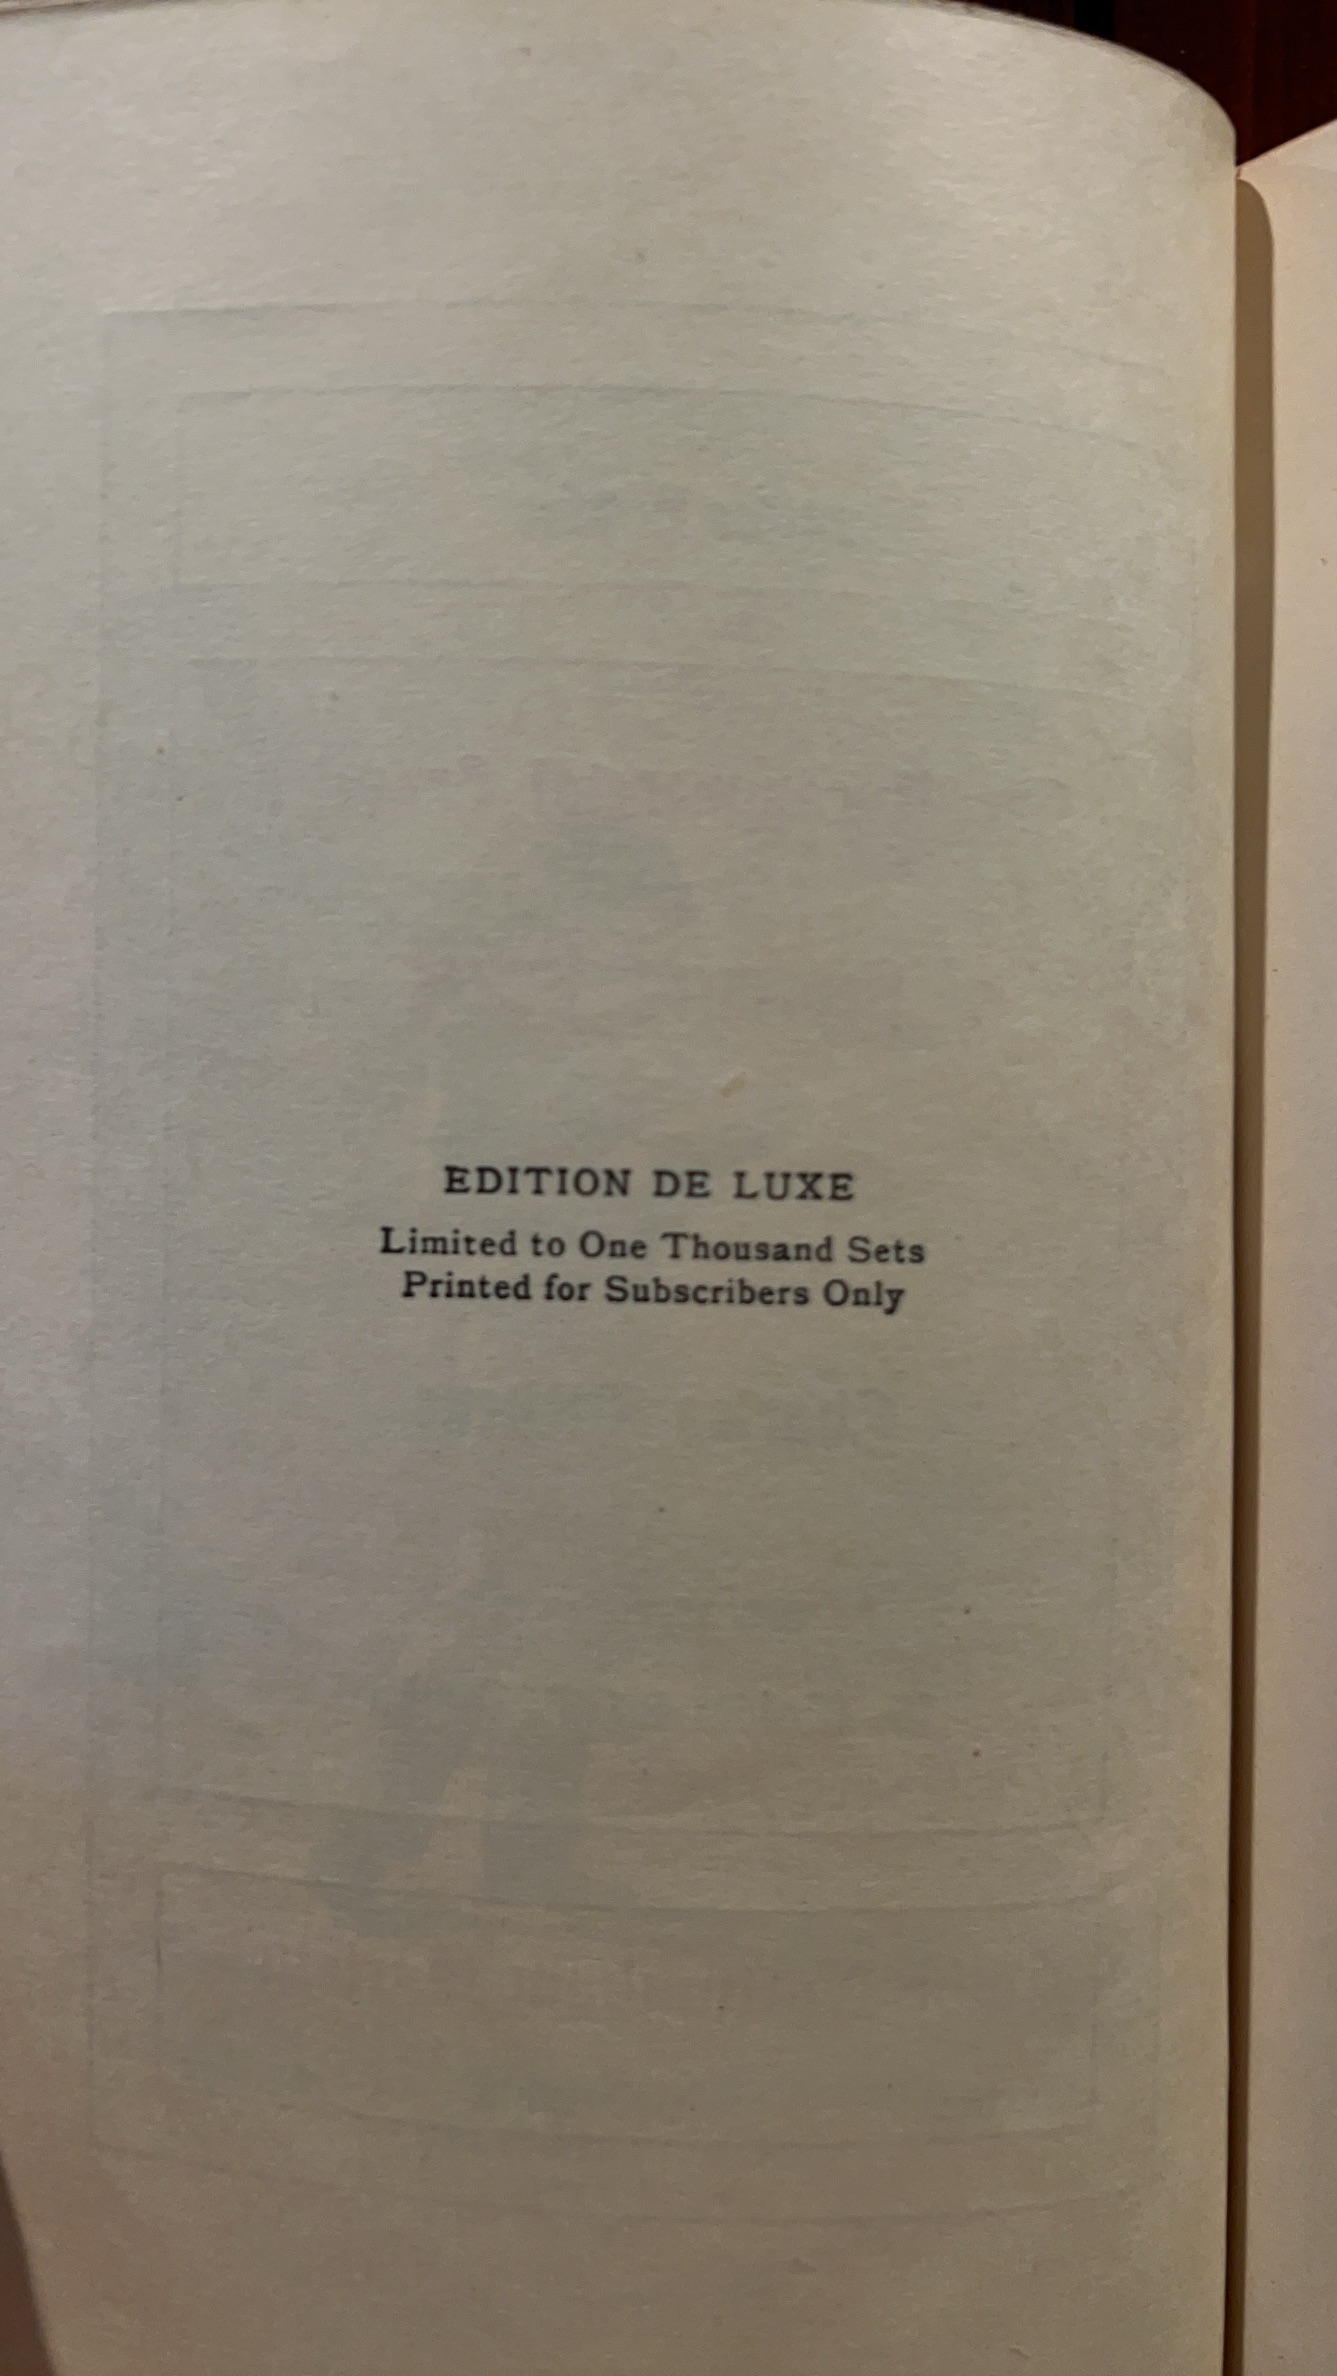 EDITION DE LUXE
Limited to One Thousand Sets
Printed for Subscribers Only